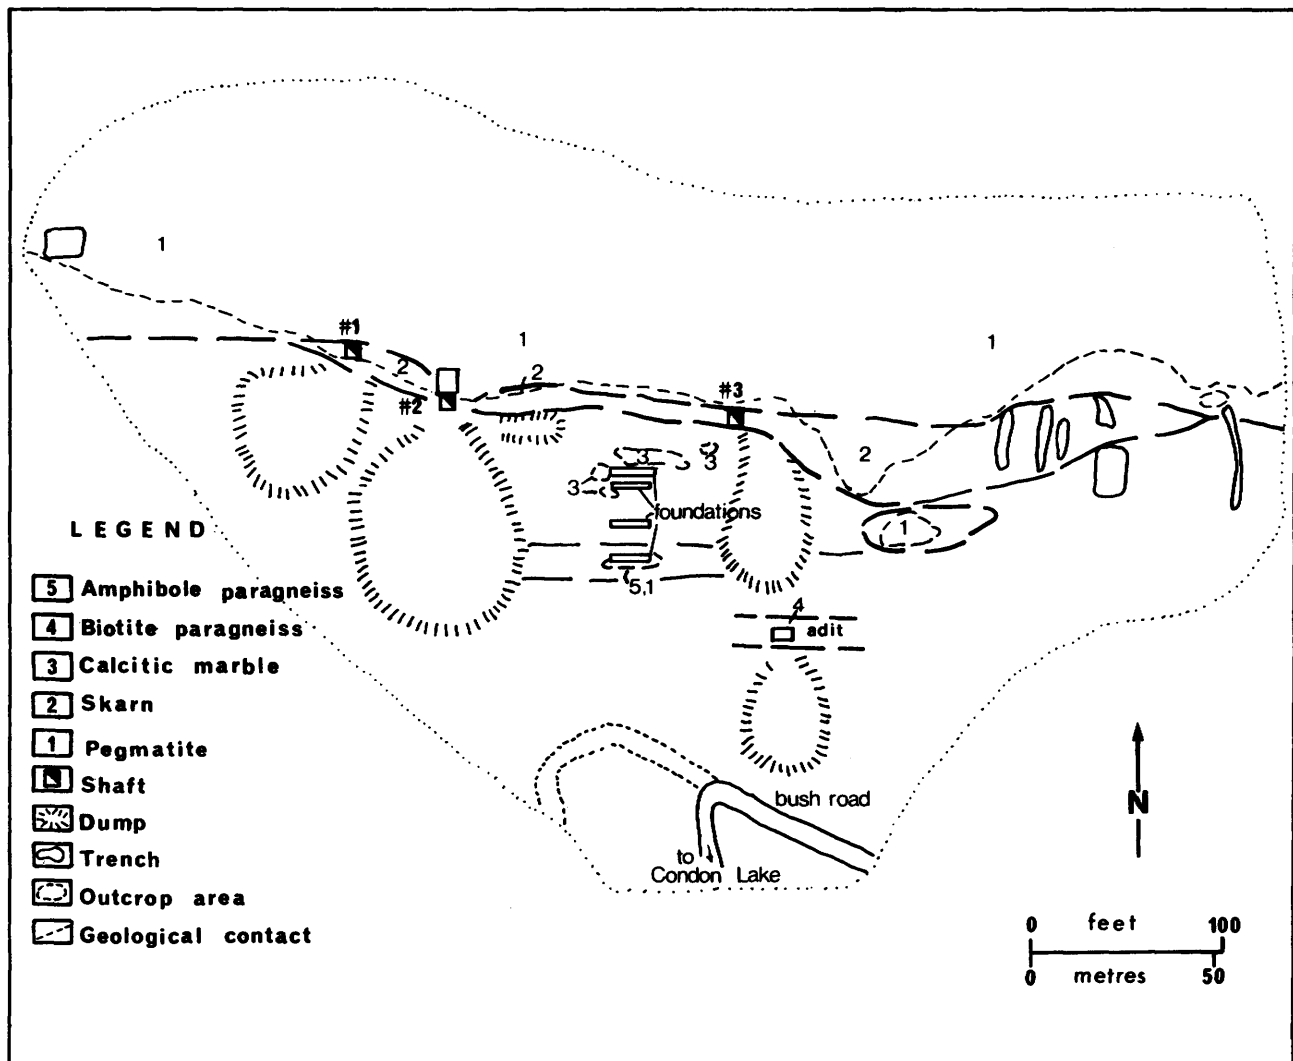 1
#1
1
1
2
2
#2
#3
2
3
3
3
foundations
1
5,1
4
adit
LEGEND
5 Amphibole paragneiss
4 Biotite paragneiss
3 Calcitic marble
2 Skarn
1 Pegmatite
Shaft
Dump
Trench
Outcrop area
Geological contact
bush road
to
Condon Lake
N
0 feet 100
0 metres 50